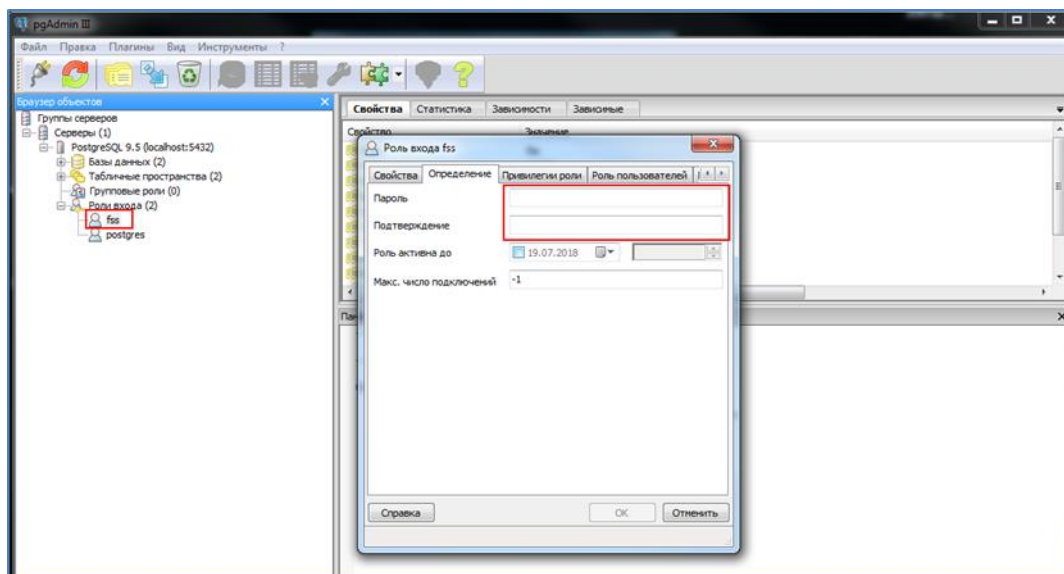 pgAdmin III
Файл Правка Плагины Вид Инструменты ?
Браузер объектов
Группы серверов
Серверы (1)
PostgreSQL 9.5 (localhost:5432)
Базы данных (2)
Табличные пространства (2)
Групповые роли (0)
Роли входа (2)
fss
postgres
Свойства Статистика Зависимости Зависимые
Свойство Значение
Роль входа fss
Свойства Определение Привилегии роли Роль пользователей
Пароль
Подтверждение
Роль активна до 19.07.2018
Макс. число подключений -1
Справка OK Отменить